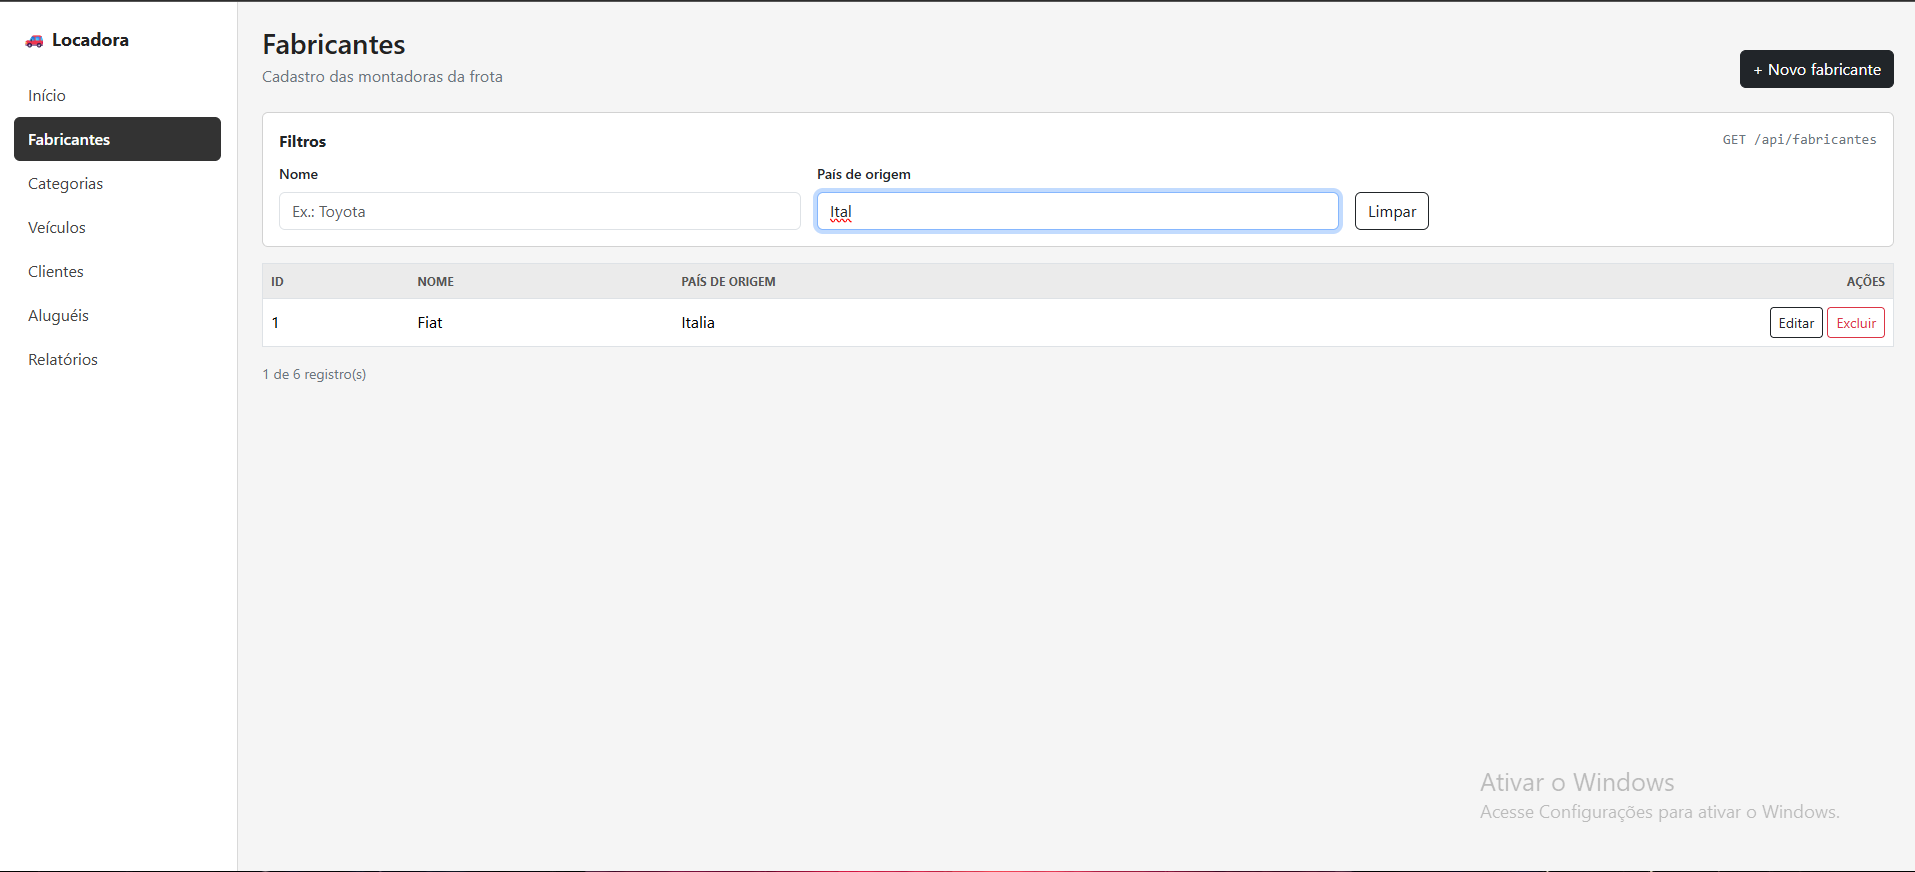 Locadora
Início
Fabricantes
Categorias
Veículos
Clientes
Aluguéis
Relatórios
Fabricantes
Cadastro das montadoras da frota
+ Novo fabricante
Filtros
GET /api/fabricantes
Nome
País de origem
Ex.: Toyota
Ital
Limpar
ID NOME PAÍS DE ORIGEM AÇÕES
1 Fiat Italia Editar Excluir
1 de 6 registro(s)
Ativar o Windows
Acesse Configurações para ativar o Windows.